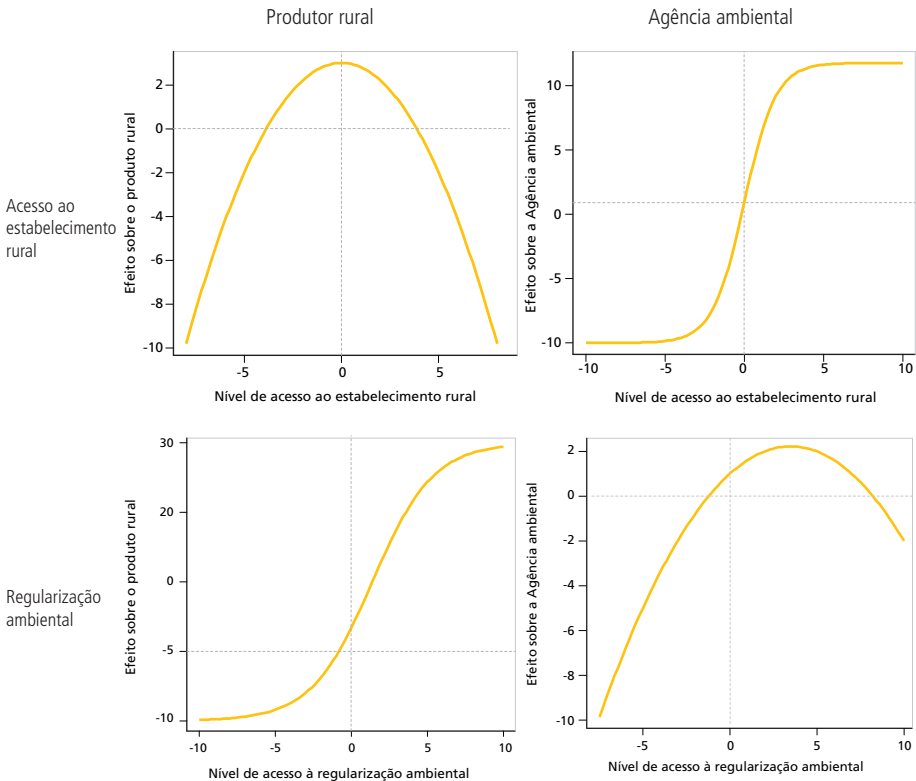 Produtor rural
Agência ambiental
Acesso ao
estabelecimento
rural
Efeito sobre o produto rural
2
0
-2
-4
-6
-8
-10
-5
0
5
Nível de acesso ao estabelecimento rural
Efeito sobre a Agência ambiental
10
5
0
-5
-10
-10
-5
0
5
10
Nível de acesso ao estabelecimento rural
Regularização
ambiental
Efeito sobre o produto rural
30
20
0
-5
-10
-10
-5
0
5
10
Nível de acesso à regularização ambiental
Efeito sobre a Agência ambiental
2
0
-2
-4
-6
-8
-10
-5
0
5
10
Nível de acesso à regularização ambiental